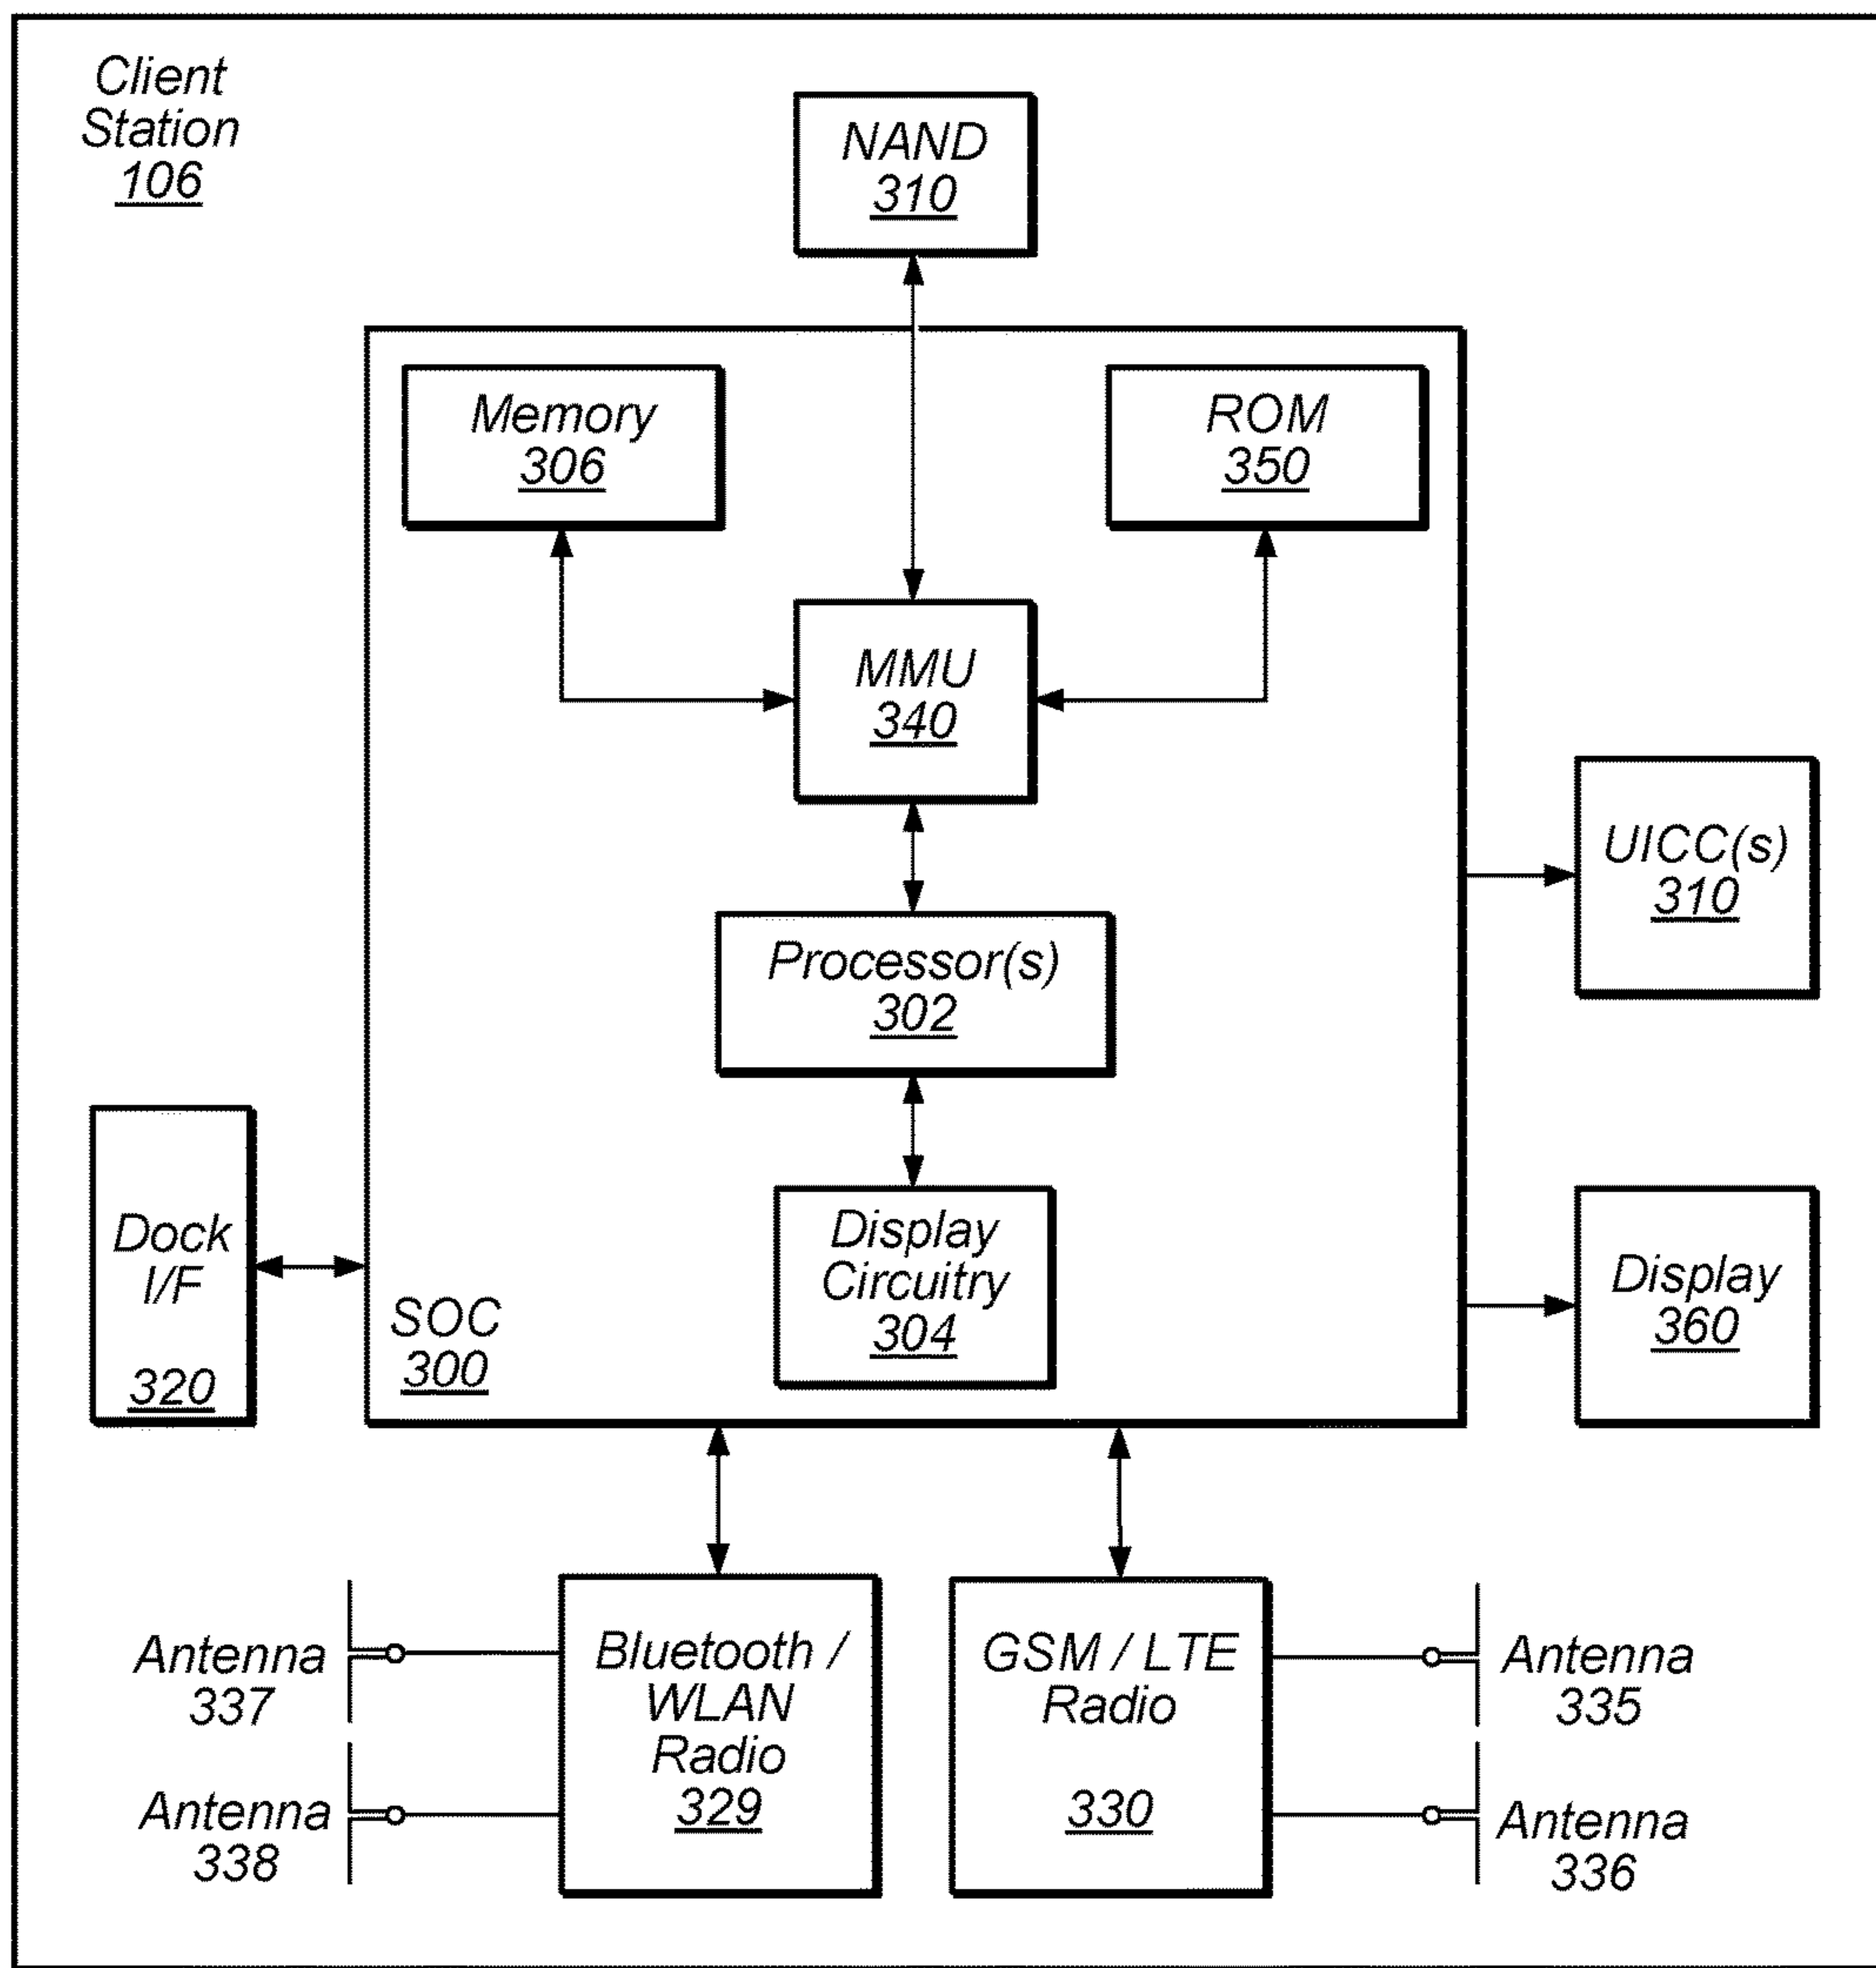 Client
Station
106
NAND
310
Memory
306
ROM
350
MMU
340
UICC(s)
310
Processor(s)
302
Dock
I/F
320
Display
Circuitry
304
SOC
300
Display
360
Antenna
337
Antenna
338
Bluetooth /
WLAN
Radio
329
GSM / LTE
Radio
330
Antenna
335
Antenna
336